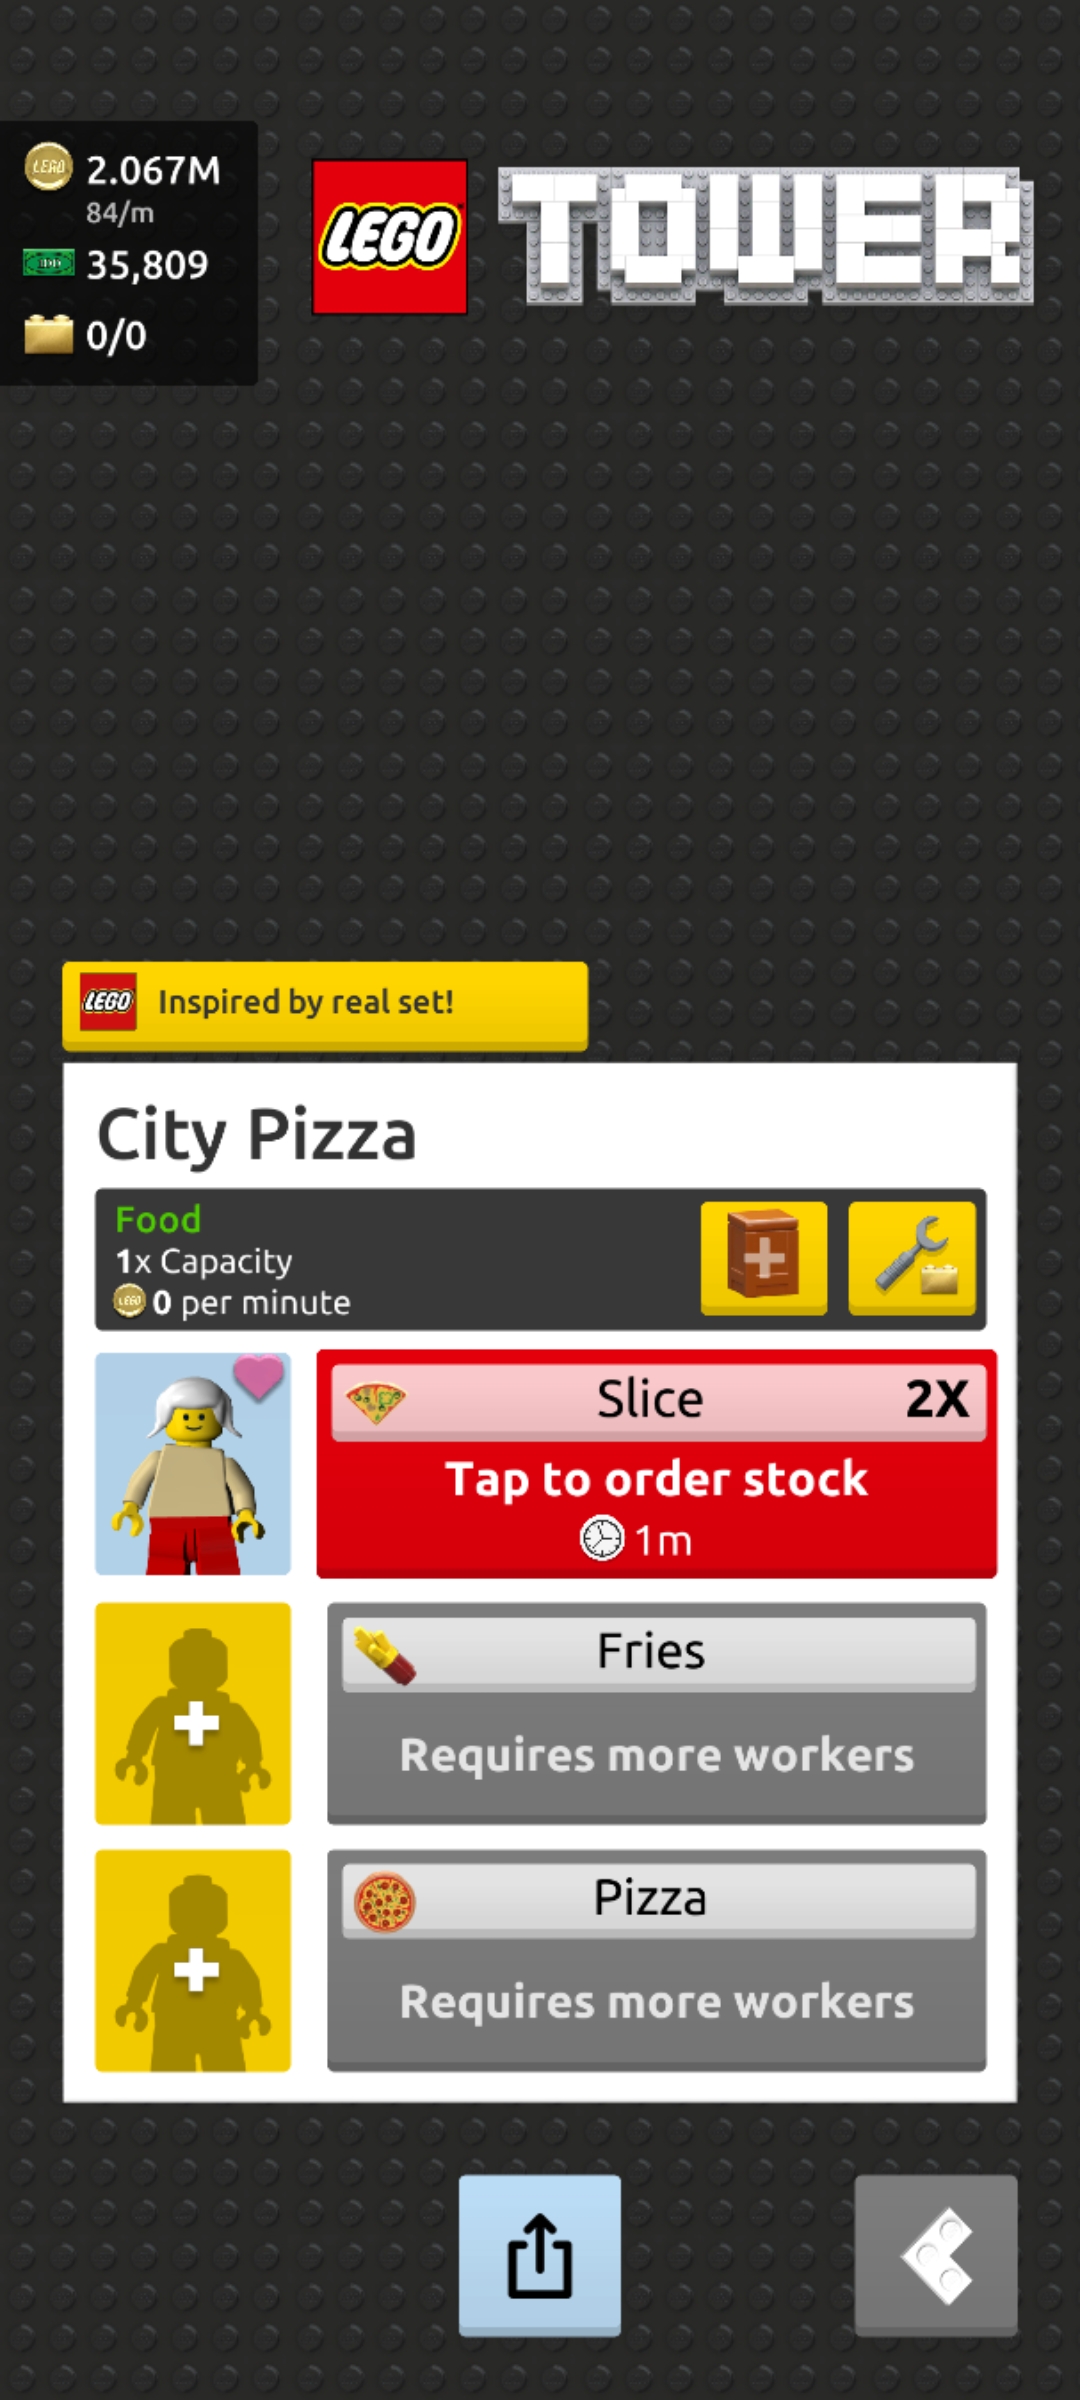 2.067M
84/m
35,809
0/0
LEGO TOWER
LEGO Inspired by real set!
City Pizza
Food
1x Capacity
0 per minute
Slice 2X
Tap to order stock
1m
Fries
Requires more workers
Pizza
Requires more workers